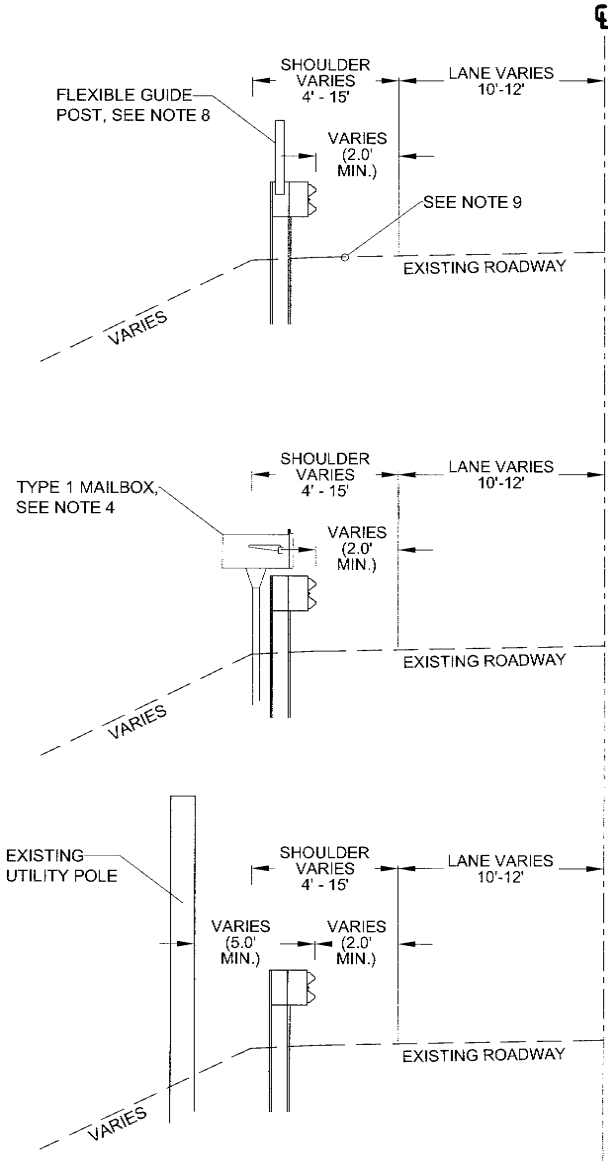 ℄
SHOULDER
VARIES
4' - 15'
LANE VARIES
10'-12'
FLEXIBLE GUIDE
POST, SEE NOTE 8
VARIES
(2.0'
MIN.)
SEE NOTE 9
EXISTING ROADWAY
VARIES
SHOULDER
VARIES
4' - 15'
LANE VARIES
10'-12'
TYPE 1 MAILBOX,
SEE NOTE 4
VARIES
(2.0'
MIN.)
EXISTING ROADWAY
VARIES
SHOULDER
VARIES
4' - 15'
LANE VARIES
10'-12'
EXISTING
UTILITY POLE
VARIES
(5.0'
MIN.)
VARIES
(2.0'
MIN.)
EXISTING ROADWAY
VARIES